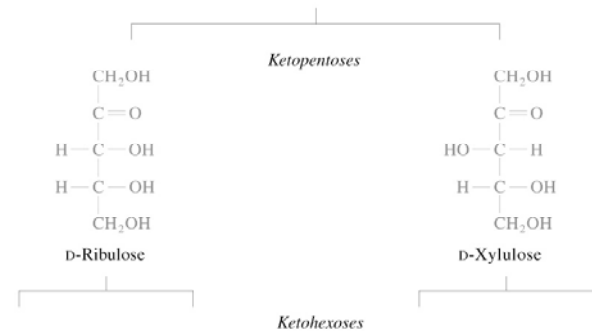 Ketopentoses
CH₂OH CH₂OH
C=O C=O
H—C—OH HO—C—H
H—C—OH H—C—OH
CH₂OH CH₂OH
D-Ribulose D-Xylulose
Ketohexoses